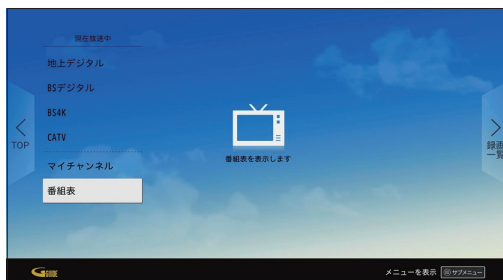 現在放送中
地上デジタル
BSデジタル
BS4K
CATV
マイチャンネル
番組表
TOP
番組表を表示します
録画一覧
G GUIDE
メニューを表示 サブメニュー